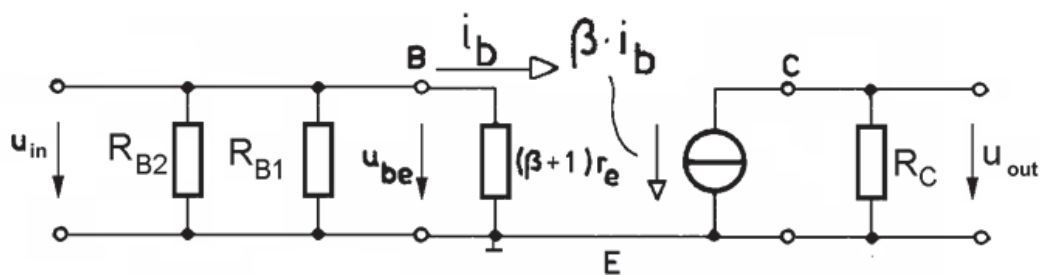 i_b
β · i_b
B
C
u_in
R_B2
R_B1
u_be
(β+1)r_e
R_C
u_out
E